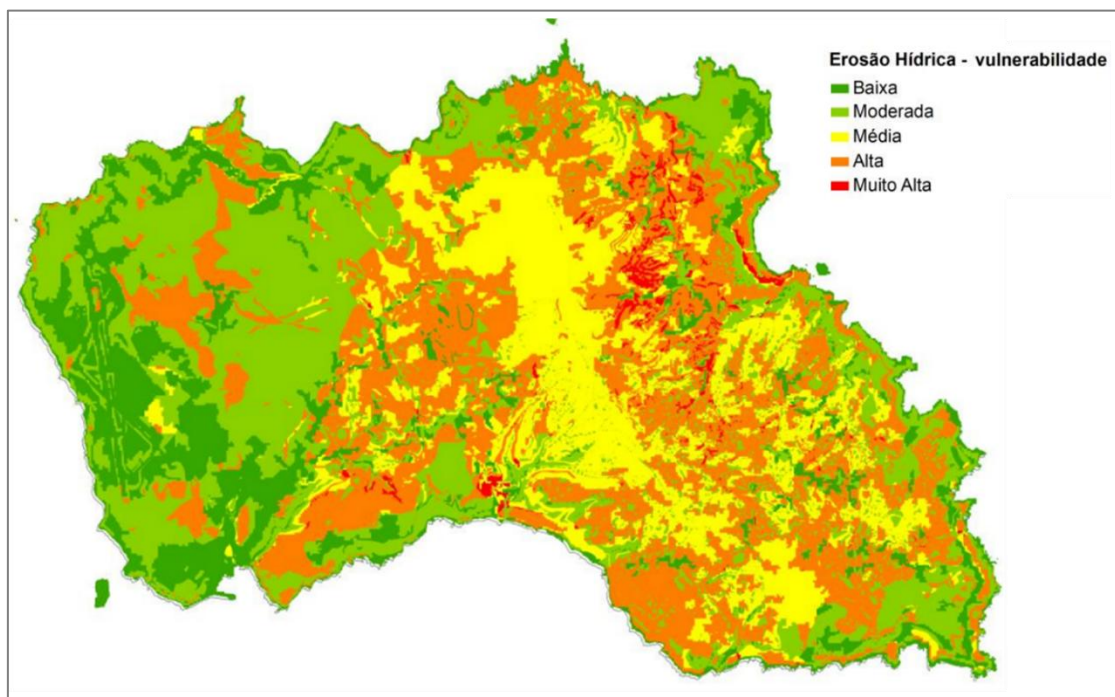 Erosão Hídrica - vulnerabilidade
Baixa
Moderada
Média
Alta
Muito Alta